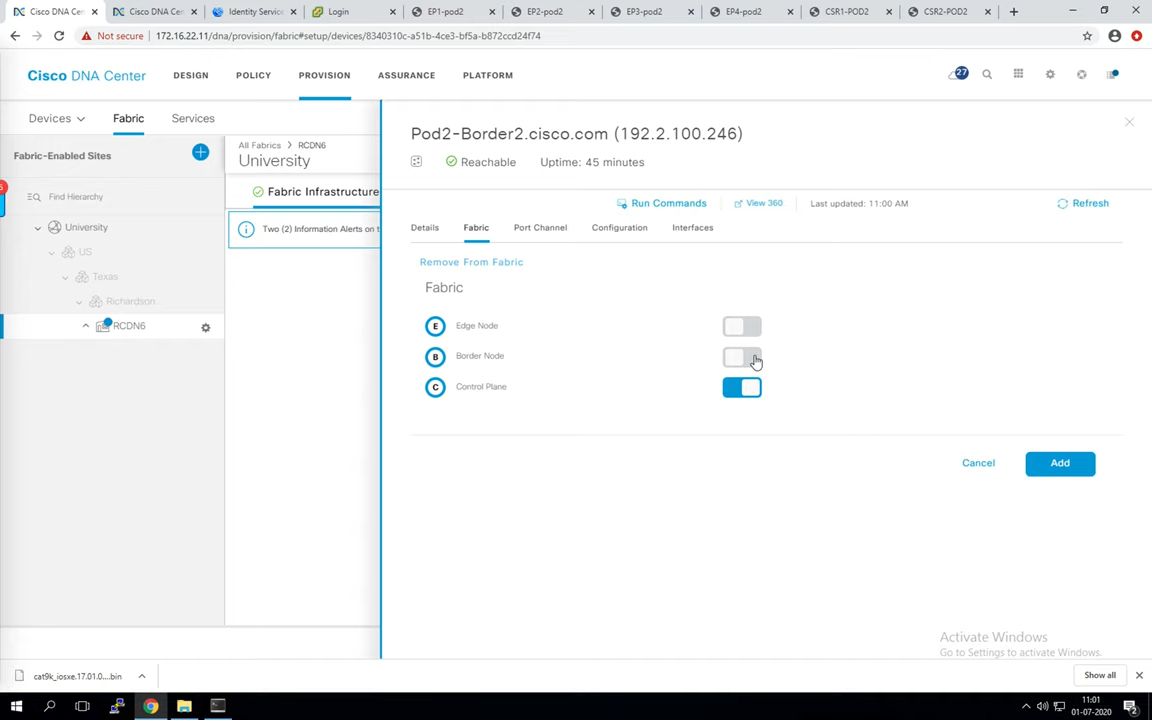 Cisco DNA Cen
Cisco DNA Cent
Identity Service
Login
EP1-pod2
EP2-pod2
EP3-pod2
EP4-pod2
CSR1-POD2
CSR2-POD2
Not secure
172.16.22.11/dna/provision/fabric#setup/devices/8340310c-a51b-4ce3-bf5a-b872ccd24f74
Cisco DNA Center
DESIGN
POLICY
PROVISION
ASSURANCE
PLATFORM
27
Devices
Fabric
Services
Fabric-Enabled Sites
Find Hierarchy
University
US
Texas
Richardson
RCDN6
All Fabrics > RCDN6
University
Fabric Infrastructure
Two (2) Information Alerts on t
Pod2-Border2.cisco.com (192.2.100.246)
Reachable
Uptime: 45 minutes
Run Commands
View 360
Last updated: 11:00 AM
Refresh
Details
Fabric
Port Channel
Configuration
Interfaces
Remove From Fabric
Fabric
E Edge Node
B Border Node
C Control Plane
Cancel
Add
Activate Windows
Go to Settings to activate Windows.
cat9k_iosxe.17.01.0....bin
Show all
11:01
01-07-2020
2